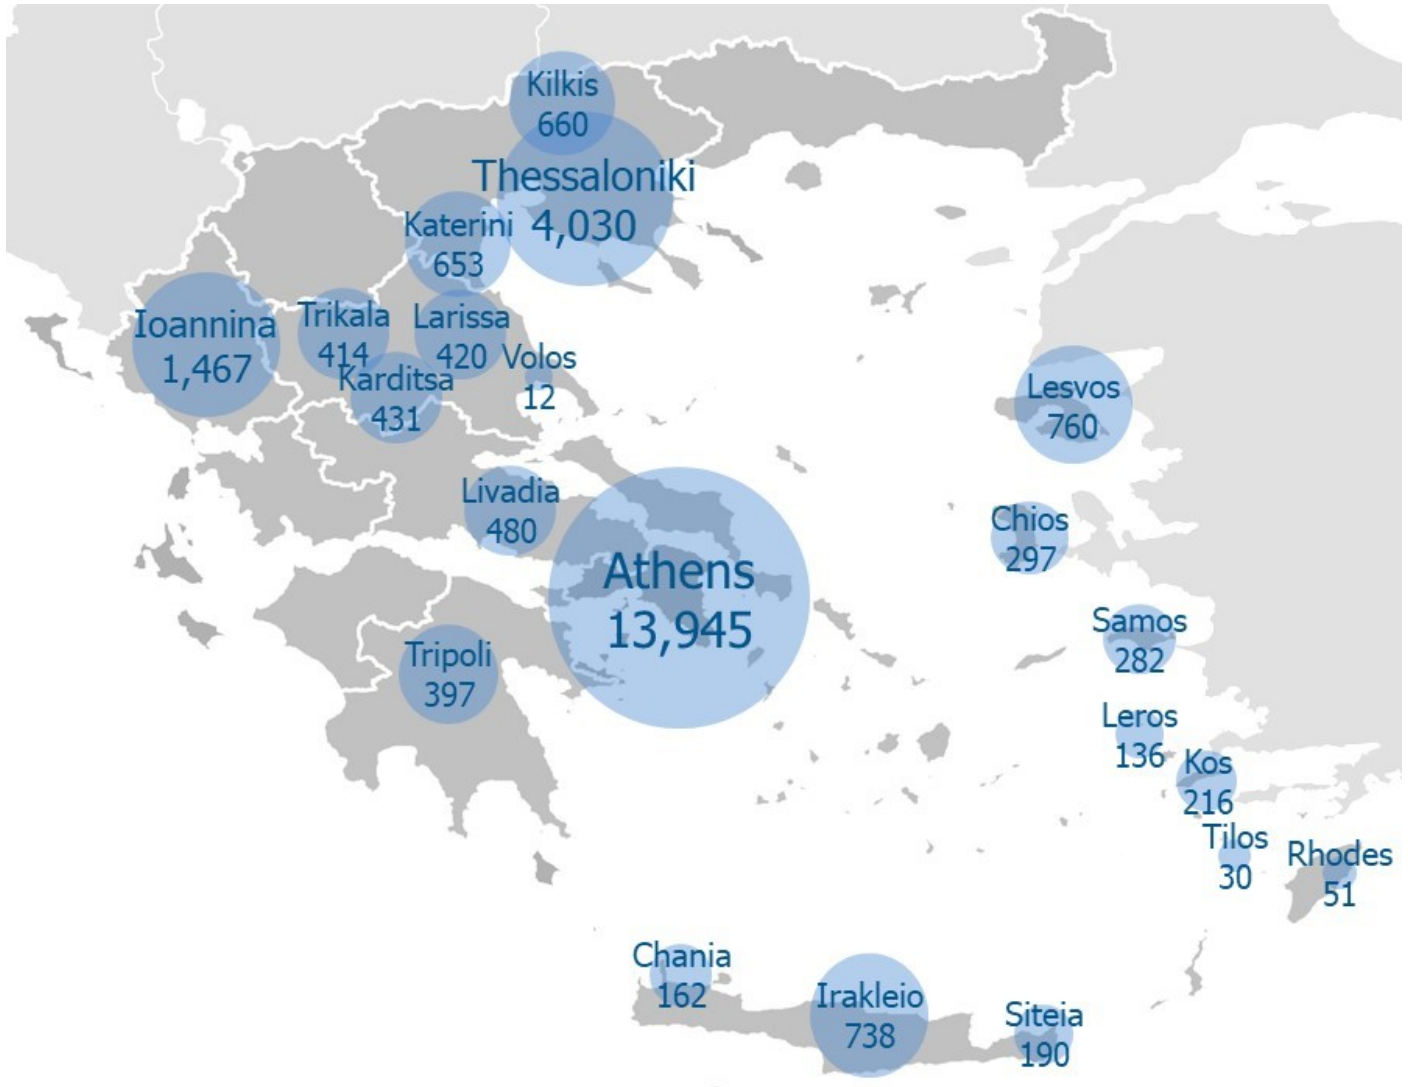 Kilkis
660
Thessaloniki
4,030
Katerini
653
Ioannina
1,467
Trikala
414
Larissa
420
Volos
12
Karditsa
431
Lesvos
760
Livadia
480
Chios
297
Athens
13,945
Samos
282
Tripoli
397
Leros
136
Kos
216
Tilos
30
Rhodes
51
Chania
162
Irakleio
738
Siteia
190